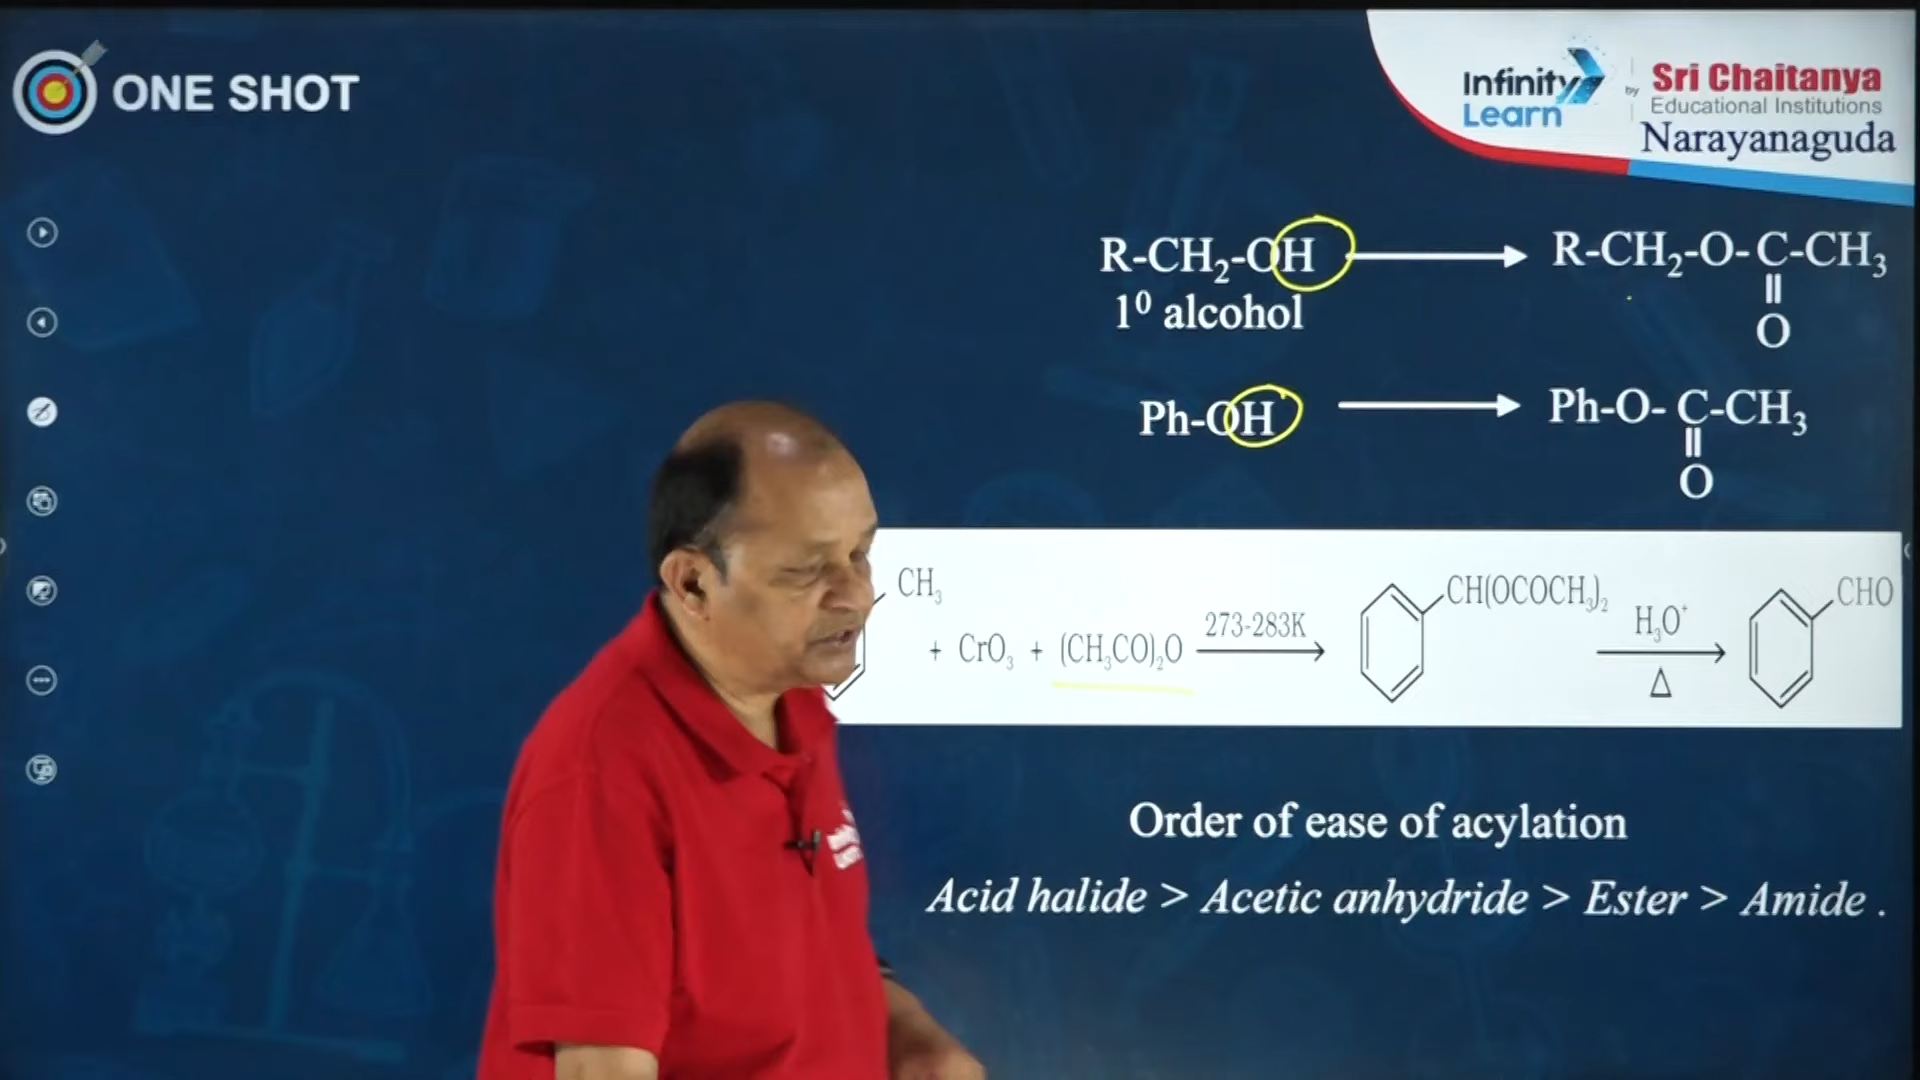 ONE SHOT
Infinity Learn
by
Sri Chaitanya
Educational Institutions
Narayanaguda
R-CH₂-OH → R-CH₂-O-C-CH₃
1⁰ alcohol
||
O
Ph-OH → Ph-O-C-CH₃
||
O
CH₃ + CrO₃ + (CH₃CO)₂O 273-283K → CH(OCOCH₃)₂ H₃O⁺ Δ → CHO
Order of ease of acylation
Acid halide > Acetic anhydride > Ester > Amide .